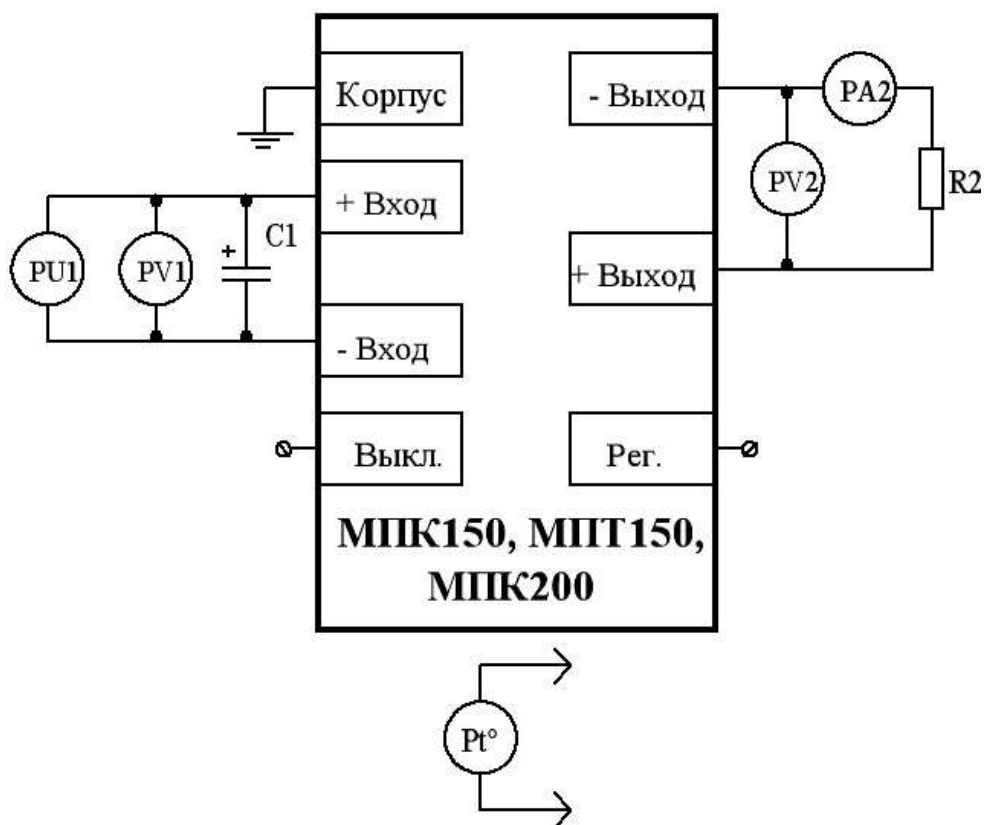 Корпус
- Выход
PA2
PV2
R2
+ Вход
C1
+
PU1
PV1
+ Выход
- Вход
Выкл.
Рег.
МПК150, МПТ150,
МПК200
Pt°